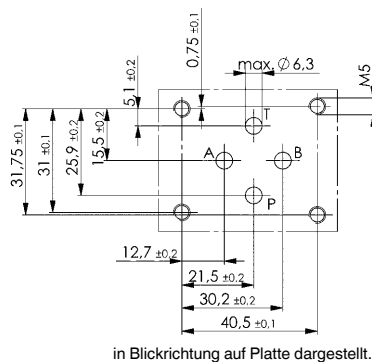 max. Ø 6,3
0,75 ±0,1
5,1 ±0,2
M5
T
15,5 ±0,2
25,9 ±0,2
31 ±0,1
31,75 ±0,1
A
B
P
12,7 ±0,2
21,5 ±0,2
30,2 ±0,2
40,5 ±0,1
in Blickrichtung auf Platte dargestellt.